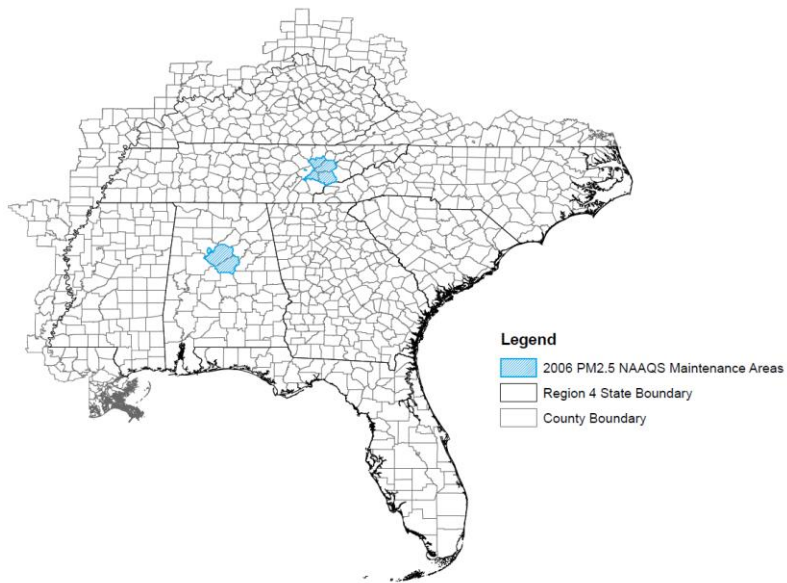 Legend
2006 PM2.5 NAAQS Maintenance Areas
Region 4 State Boundary
County Boundary